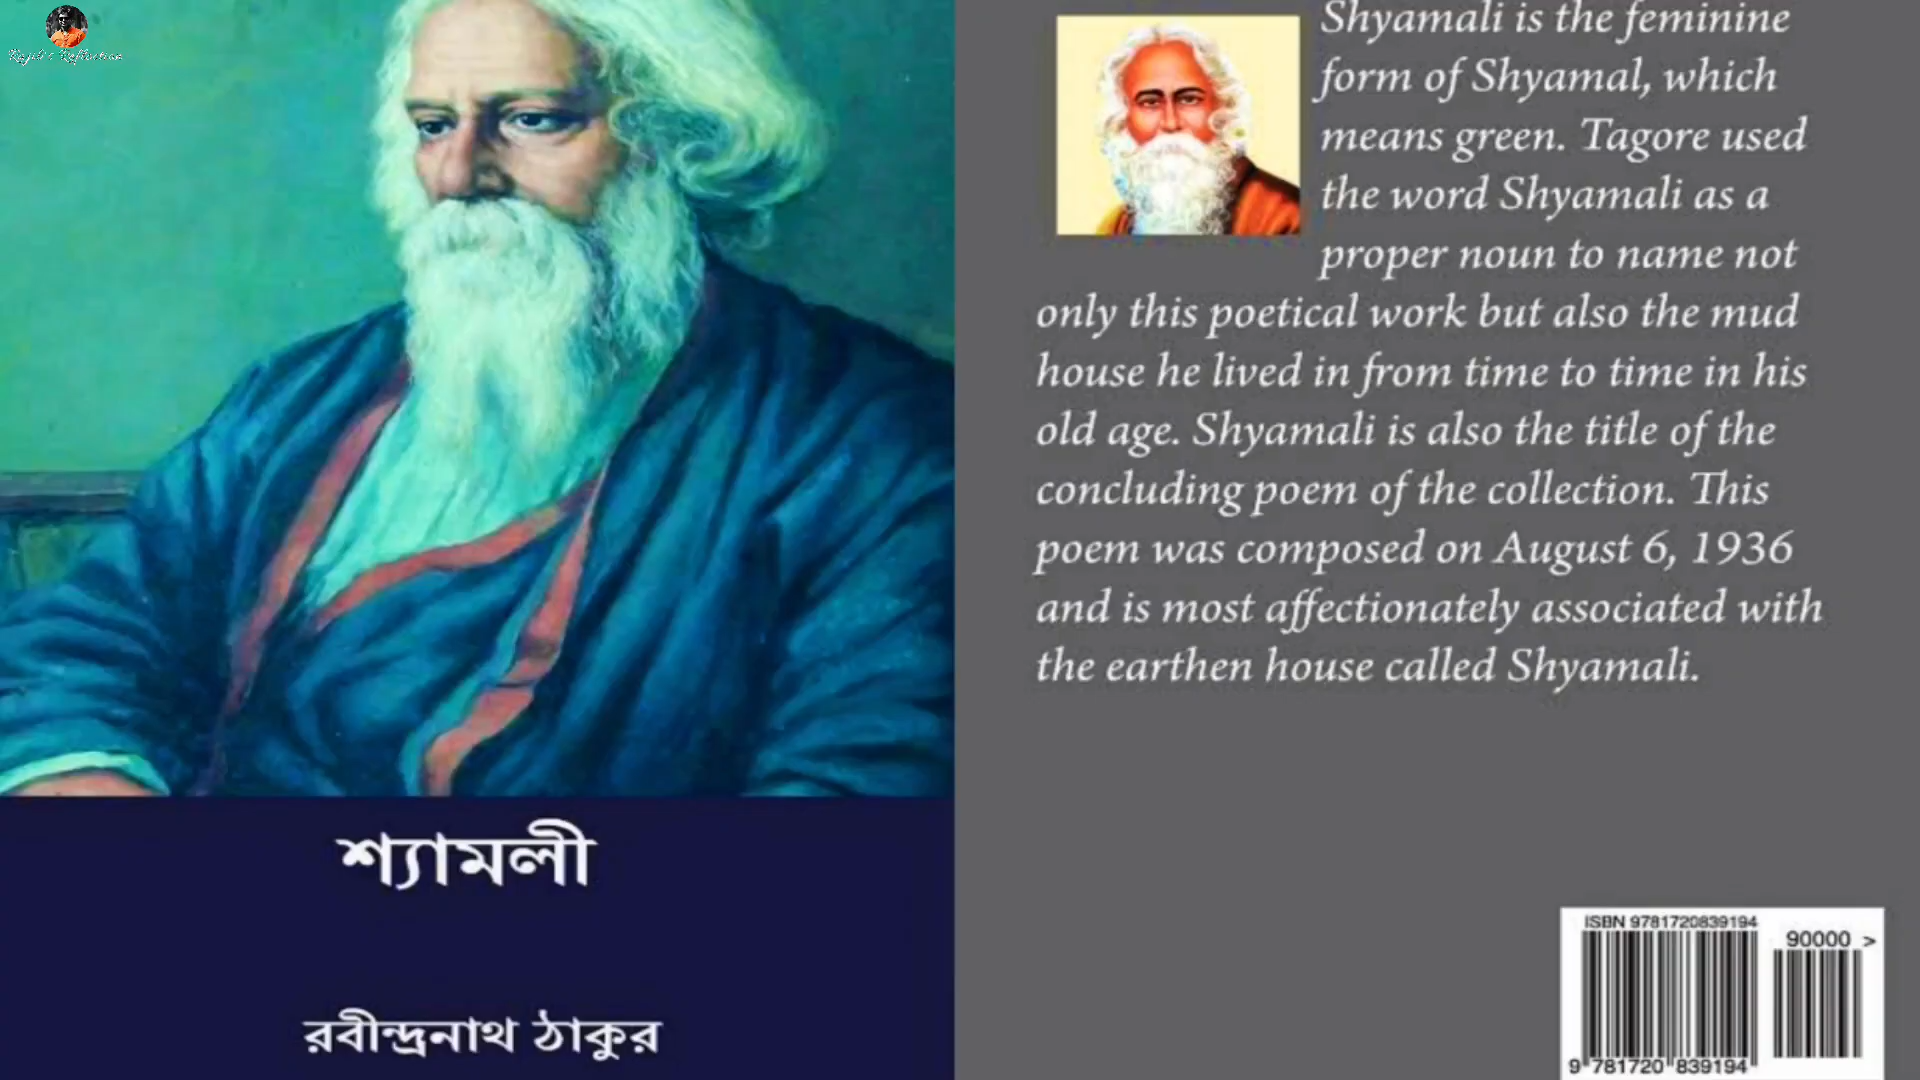 শ্যামলী
রবীন্দ্রনাথ ঠাকুর
Shyamali is the feminine
form of Shyamal, which
means green. Tagore used
the word Shyamali as a
proper noun to name not
only this poetical work but also the mud
house he lived in from time to time in his
old age. Shyamali is also the title of the
concluding poem of the collection. This
poem was composed on August 6, 1936
and is most affectionately associated with
the earthen house called Shyamali.
ISBN 9781720839194
90000 >
9 781720 839194